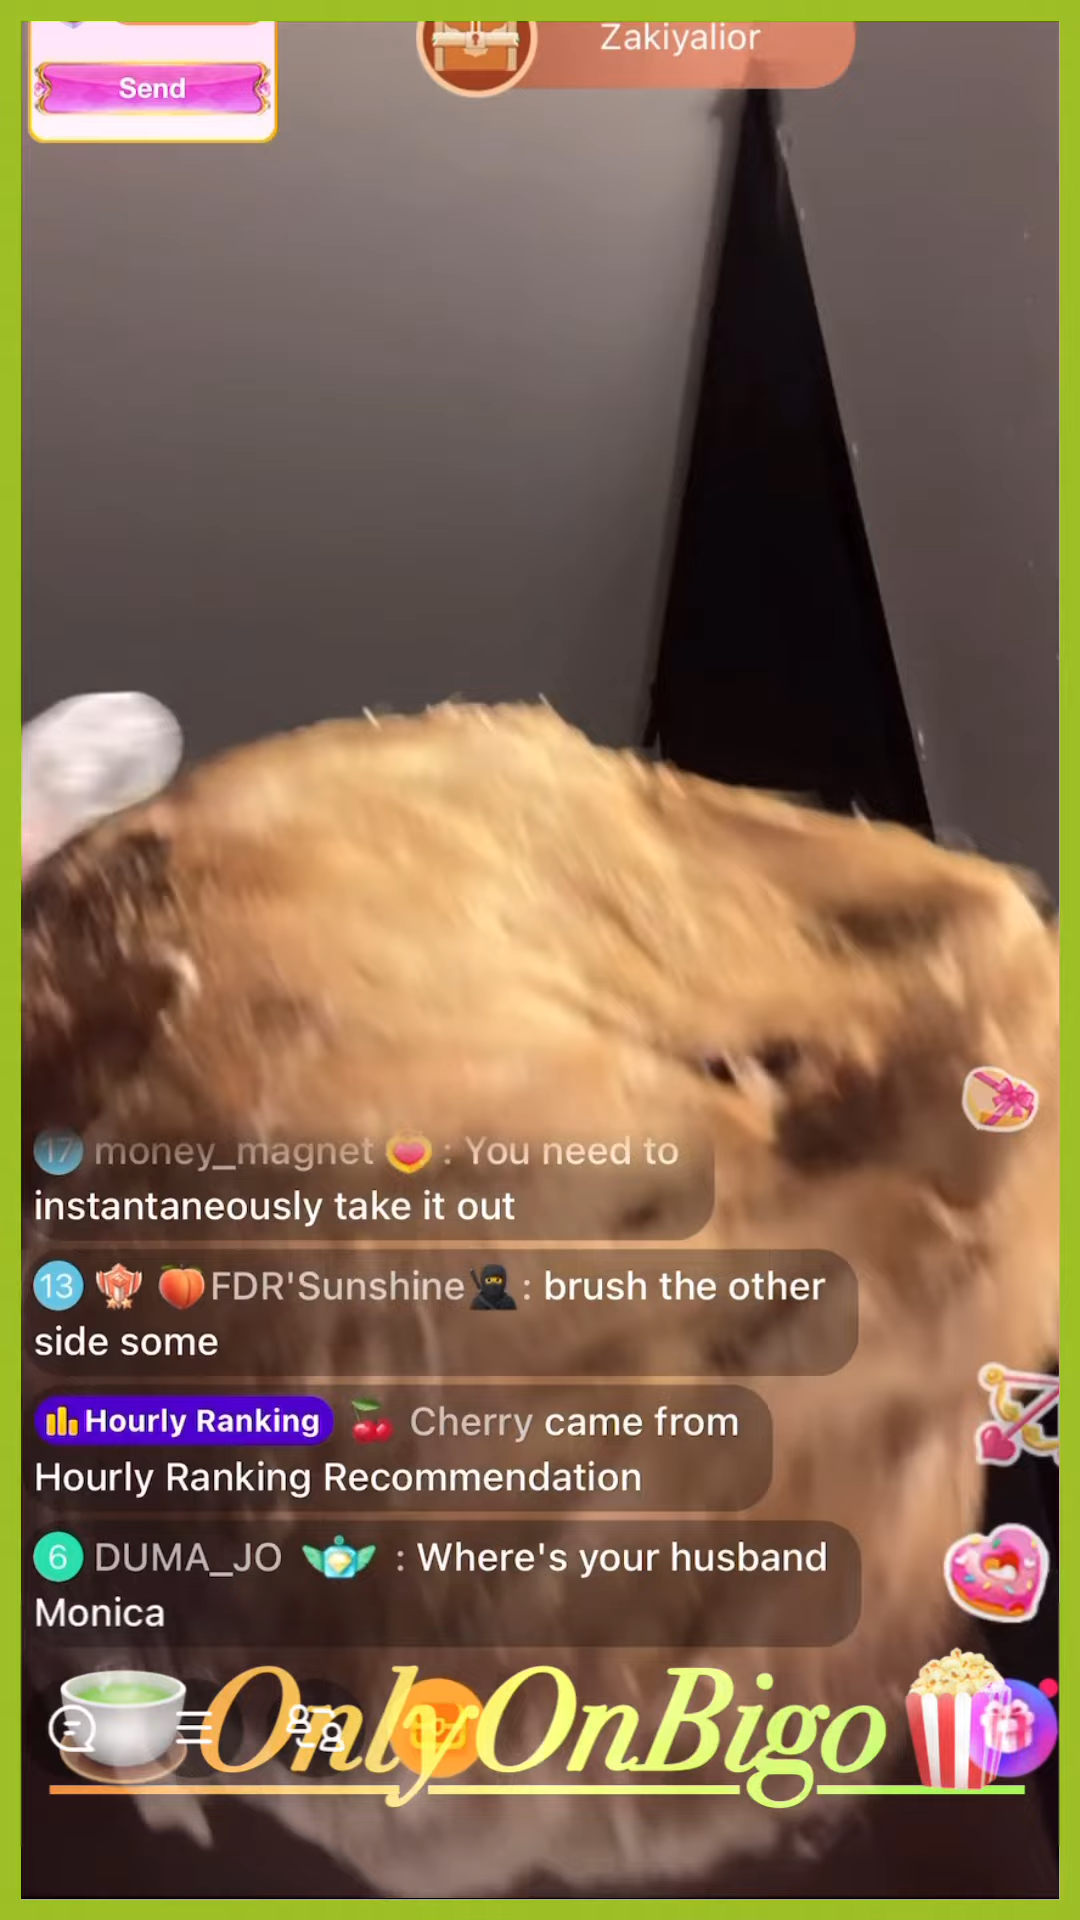 Zakiyalior
Send
17 money_magnet : You need to
instantaneously take it out
13 FDR'Sunshine : brush the other
side some
Hourly Ranking Cherry came from
Hourly Ranking Recommendation
6 DUMA_JO : Where's your husband
Monica
OnlyOnBigo